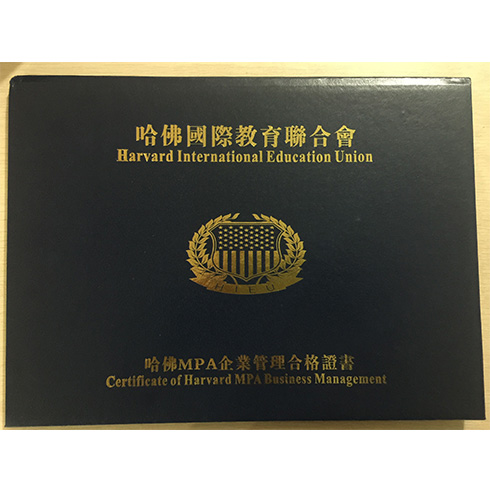 哈佛國際教育聯合會
Harvard International Education Union
HIEU
哈佛MPA企業管理合格證書
Certificate of Harvard MPA Business Management